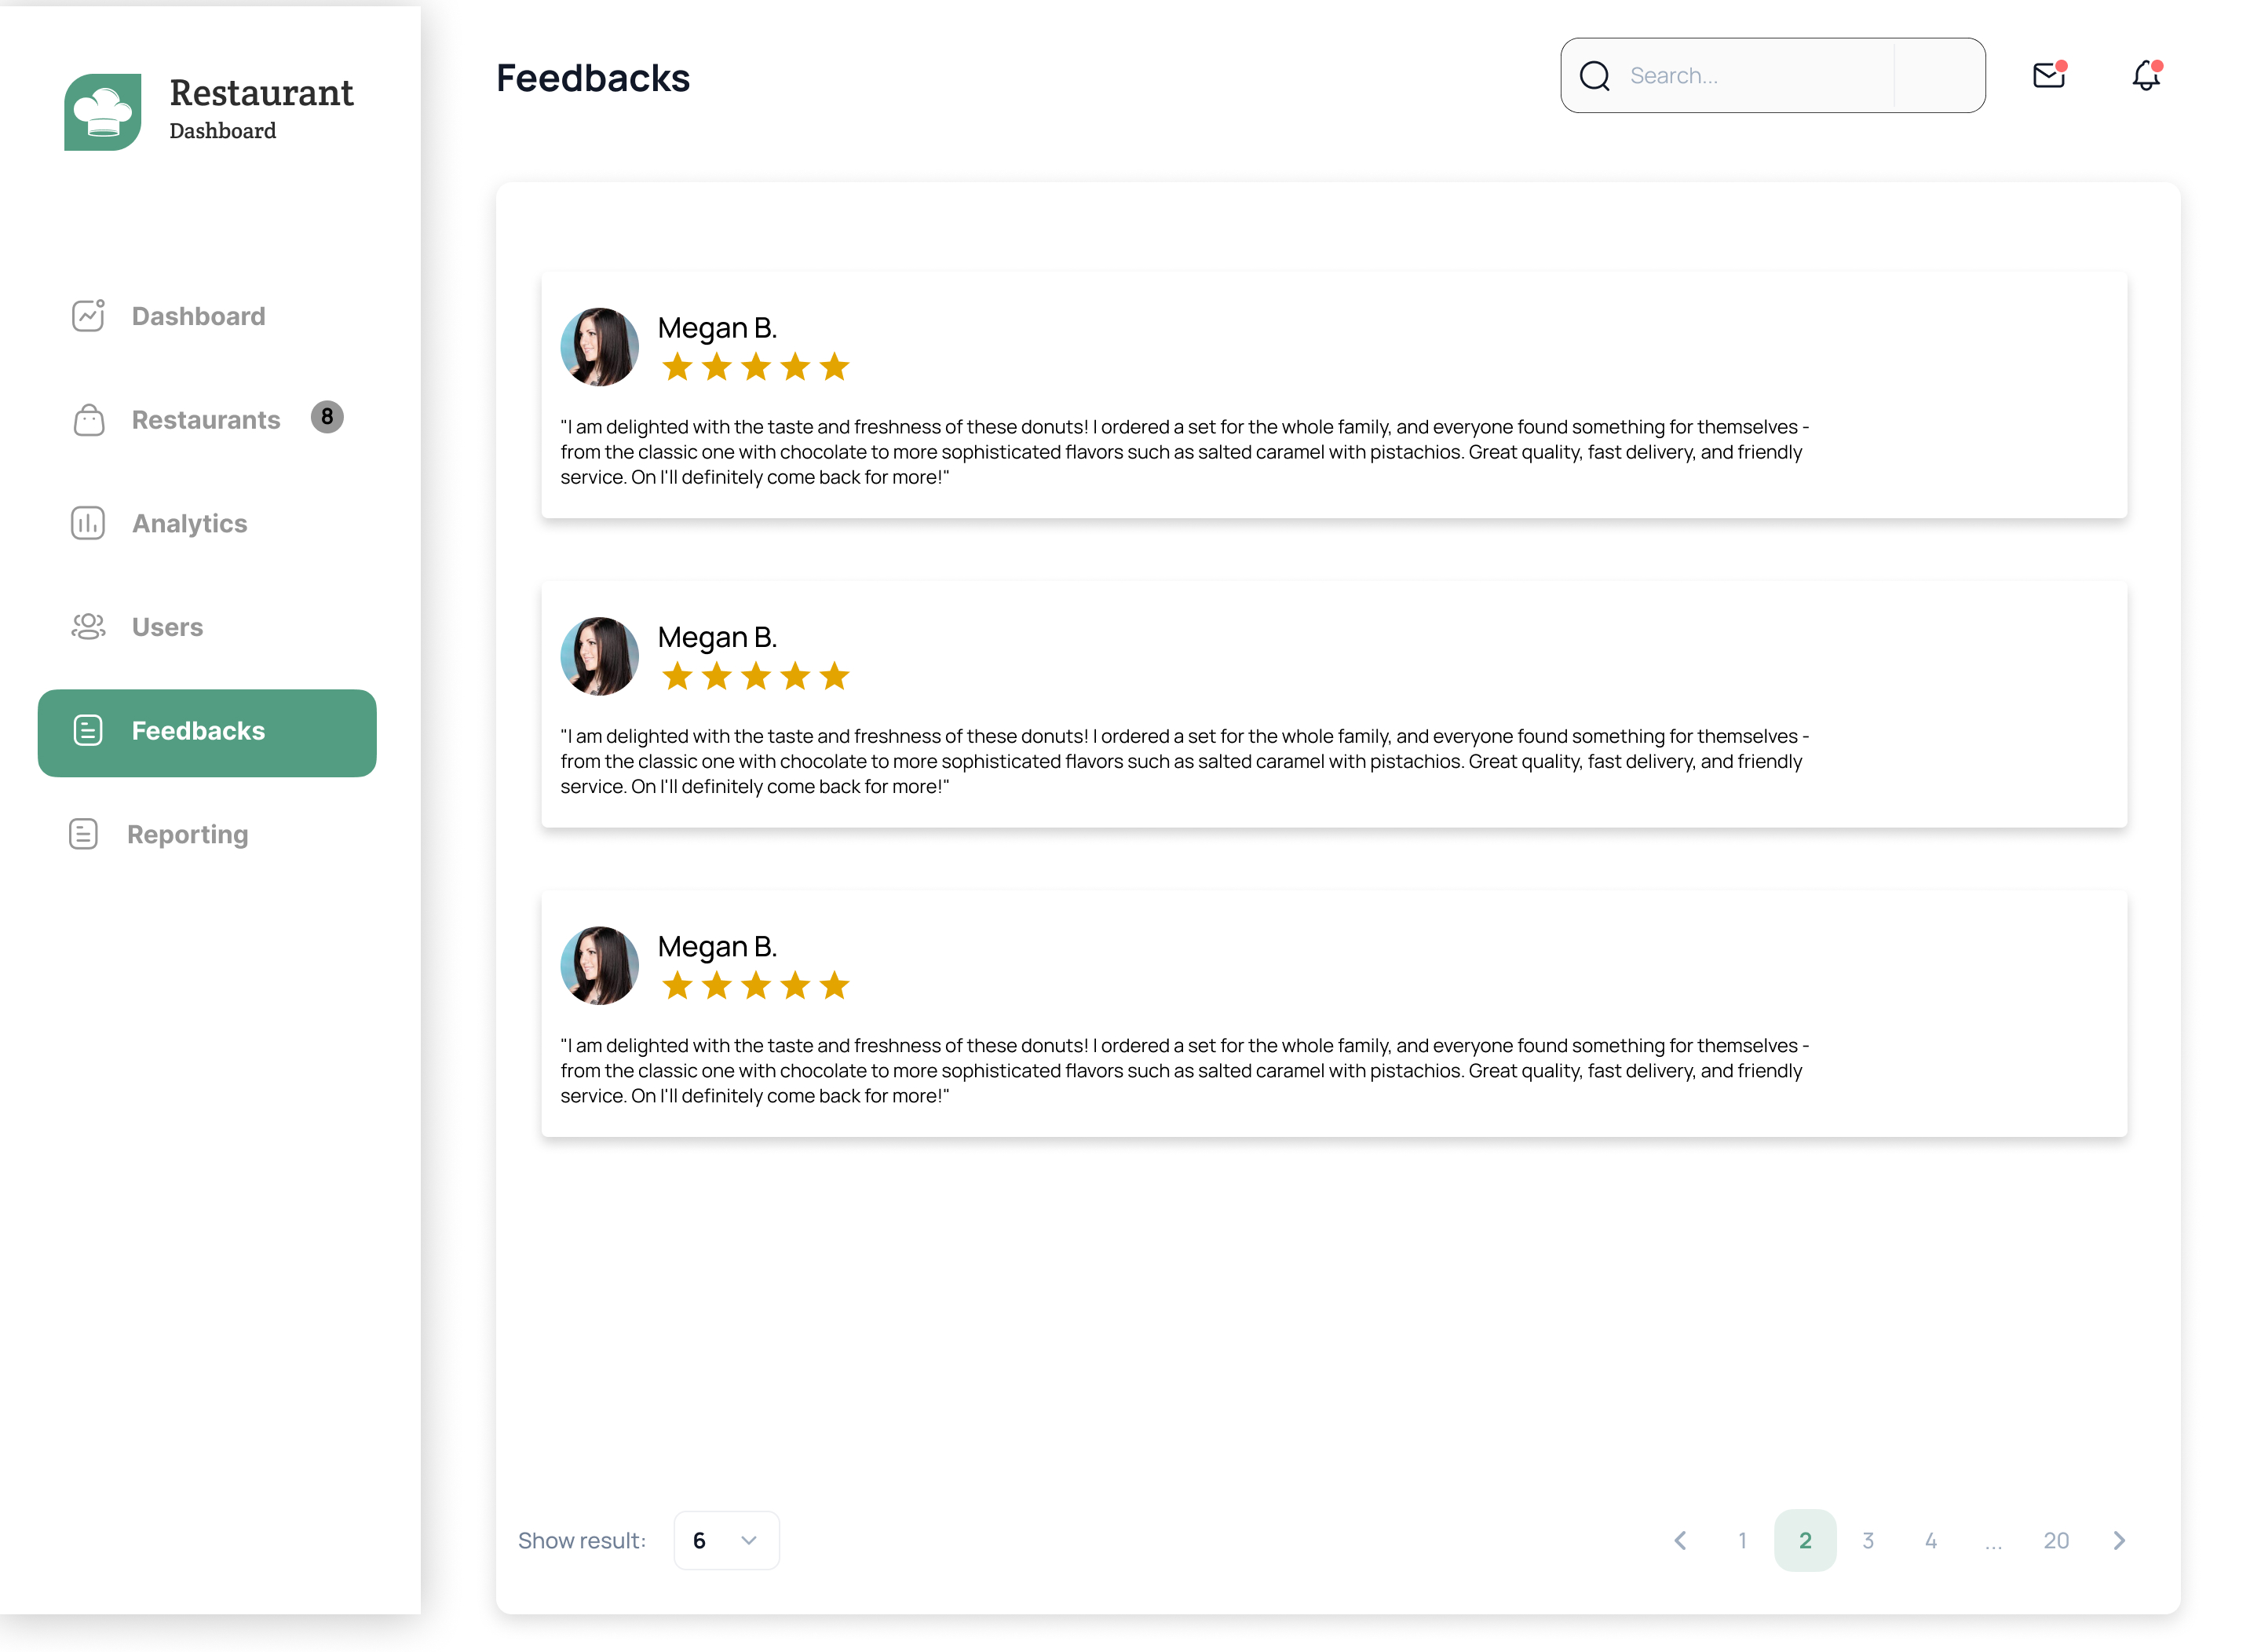 Restaurant
Dashboard
Feedbacks
Search...
Dashboard
Restaurants 8
Analytics
Users
Feedbacks
Reporting
Megan B.
"I am delighted with the taste and freshness of these donuts! I ordered a set for the whole family, and everyone found something for themselves -
from the classic one with chocolate to more sophisticated flavors such as salted caramel with pistachios. Great quality, fast delivery, and friendly
service. On I'll definitely come back for more!"
Megan B.
"I am delighted with the taste and freshness of these donuts! I ordered a set for the whole family, and everyone found something for themselves -
from the classic one with chocolate to more sophisticated flavors such as salted caramel with pistachios. Great quality, fast delivery, and friendly
service. On I'll definitely come back for more!"
Megan B.
"I am delighted with the taste and freshness of these donuts! I ordered a set for the whole family, and everyone found something for themselves -
from the classic one with chocolate to more sophisticated flavors such as salted caramel with pistachios. Great quality, fast delivery, and friendly
service. On I'll definitely come back for more!"
Show result: 6
1 2 3 4 ... 20